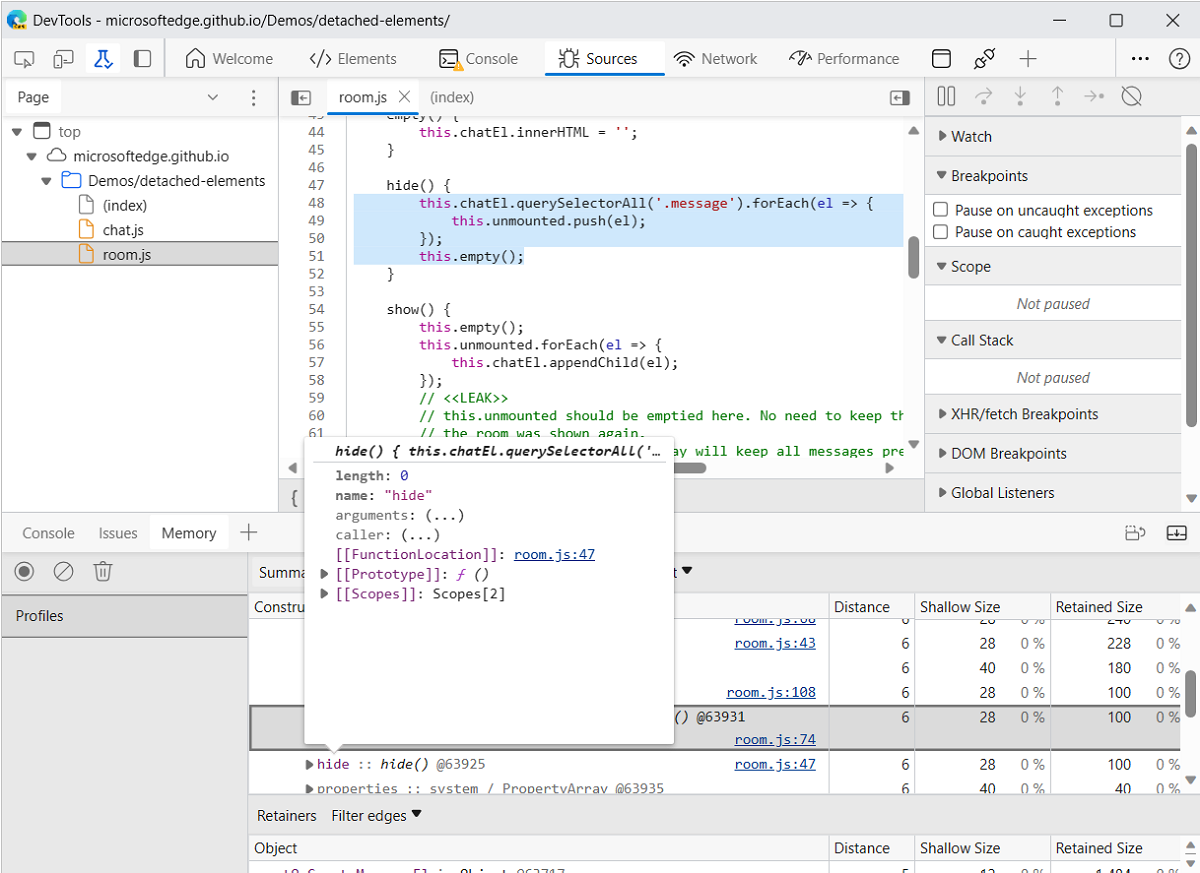 DevTools - microsoftedge.github.io/Demos/detached-elements/
Welcome
Elements
Console
Sources
Network
Performance
Page
room.js
(index)
top
microsoftedge.github.io
Demos/detached-elements
(index)
chat.js
room.js
43 empty() {
44 this.chatEl.innerHTML = '';
45 }
46
47 hide() {
48 this.chatEl.querySelectorAll('.message').forEach(el => {
49 this.unmounted.push(el);
50 });
51 this.empty();
52 }
53
54 show() {
55 this.empty();
56 this.unmounted.forEach(el => {
57 this.chatEl.appendChild(el);
58 });
59 // <<LEAK>>
60 // this.unmounted should be emptied here. No need to keep th
61 // the room was shown again.
ay will keep all messages pre
{
Watch
Breakpoints
Pause on uncaught exceptions
Pause on caught exceptions
Scope
Not paused
Call Stack
Not paused
XHR/fetch Breakpoints
DOM Breakpoints
Global Listeners
hide() { this.chatEl.querySelectorAll('…
length: 0
name: "hide"
arguments: (...)
caller: (...)
[[FunctionLocation]]: room.js:47
[[Prototype]]: ƒ ()
[[Scopes]]: Scopes[2]
Console
Issues
Memory
Profiles
Summa
t
Constru
Distance
Shallow Size
Retained Size
6 28 0 % 240 0 %
room.js:43 6 28 0 % 228 0 %
6 40 0 % 180 0 %
room.js:108 6 28 0 % 100 0 %
() @63931 6 28 0 % 100 0 %
room.js:74
hide :: hide() @63925 room.js:47 6 28 0 % 100 0 %
properties :: system / PropertyArray @63935 6 40 0 % 40 0 %
Retainers
Filter edges
Object
Distance
Shallow Size
Retained Size